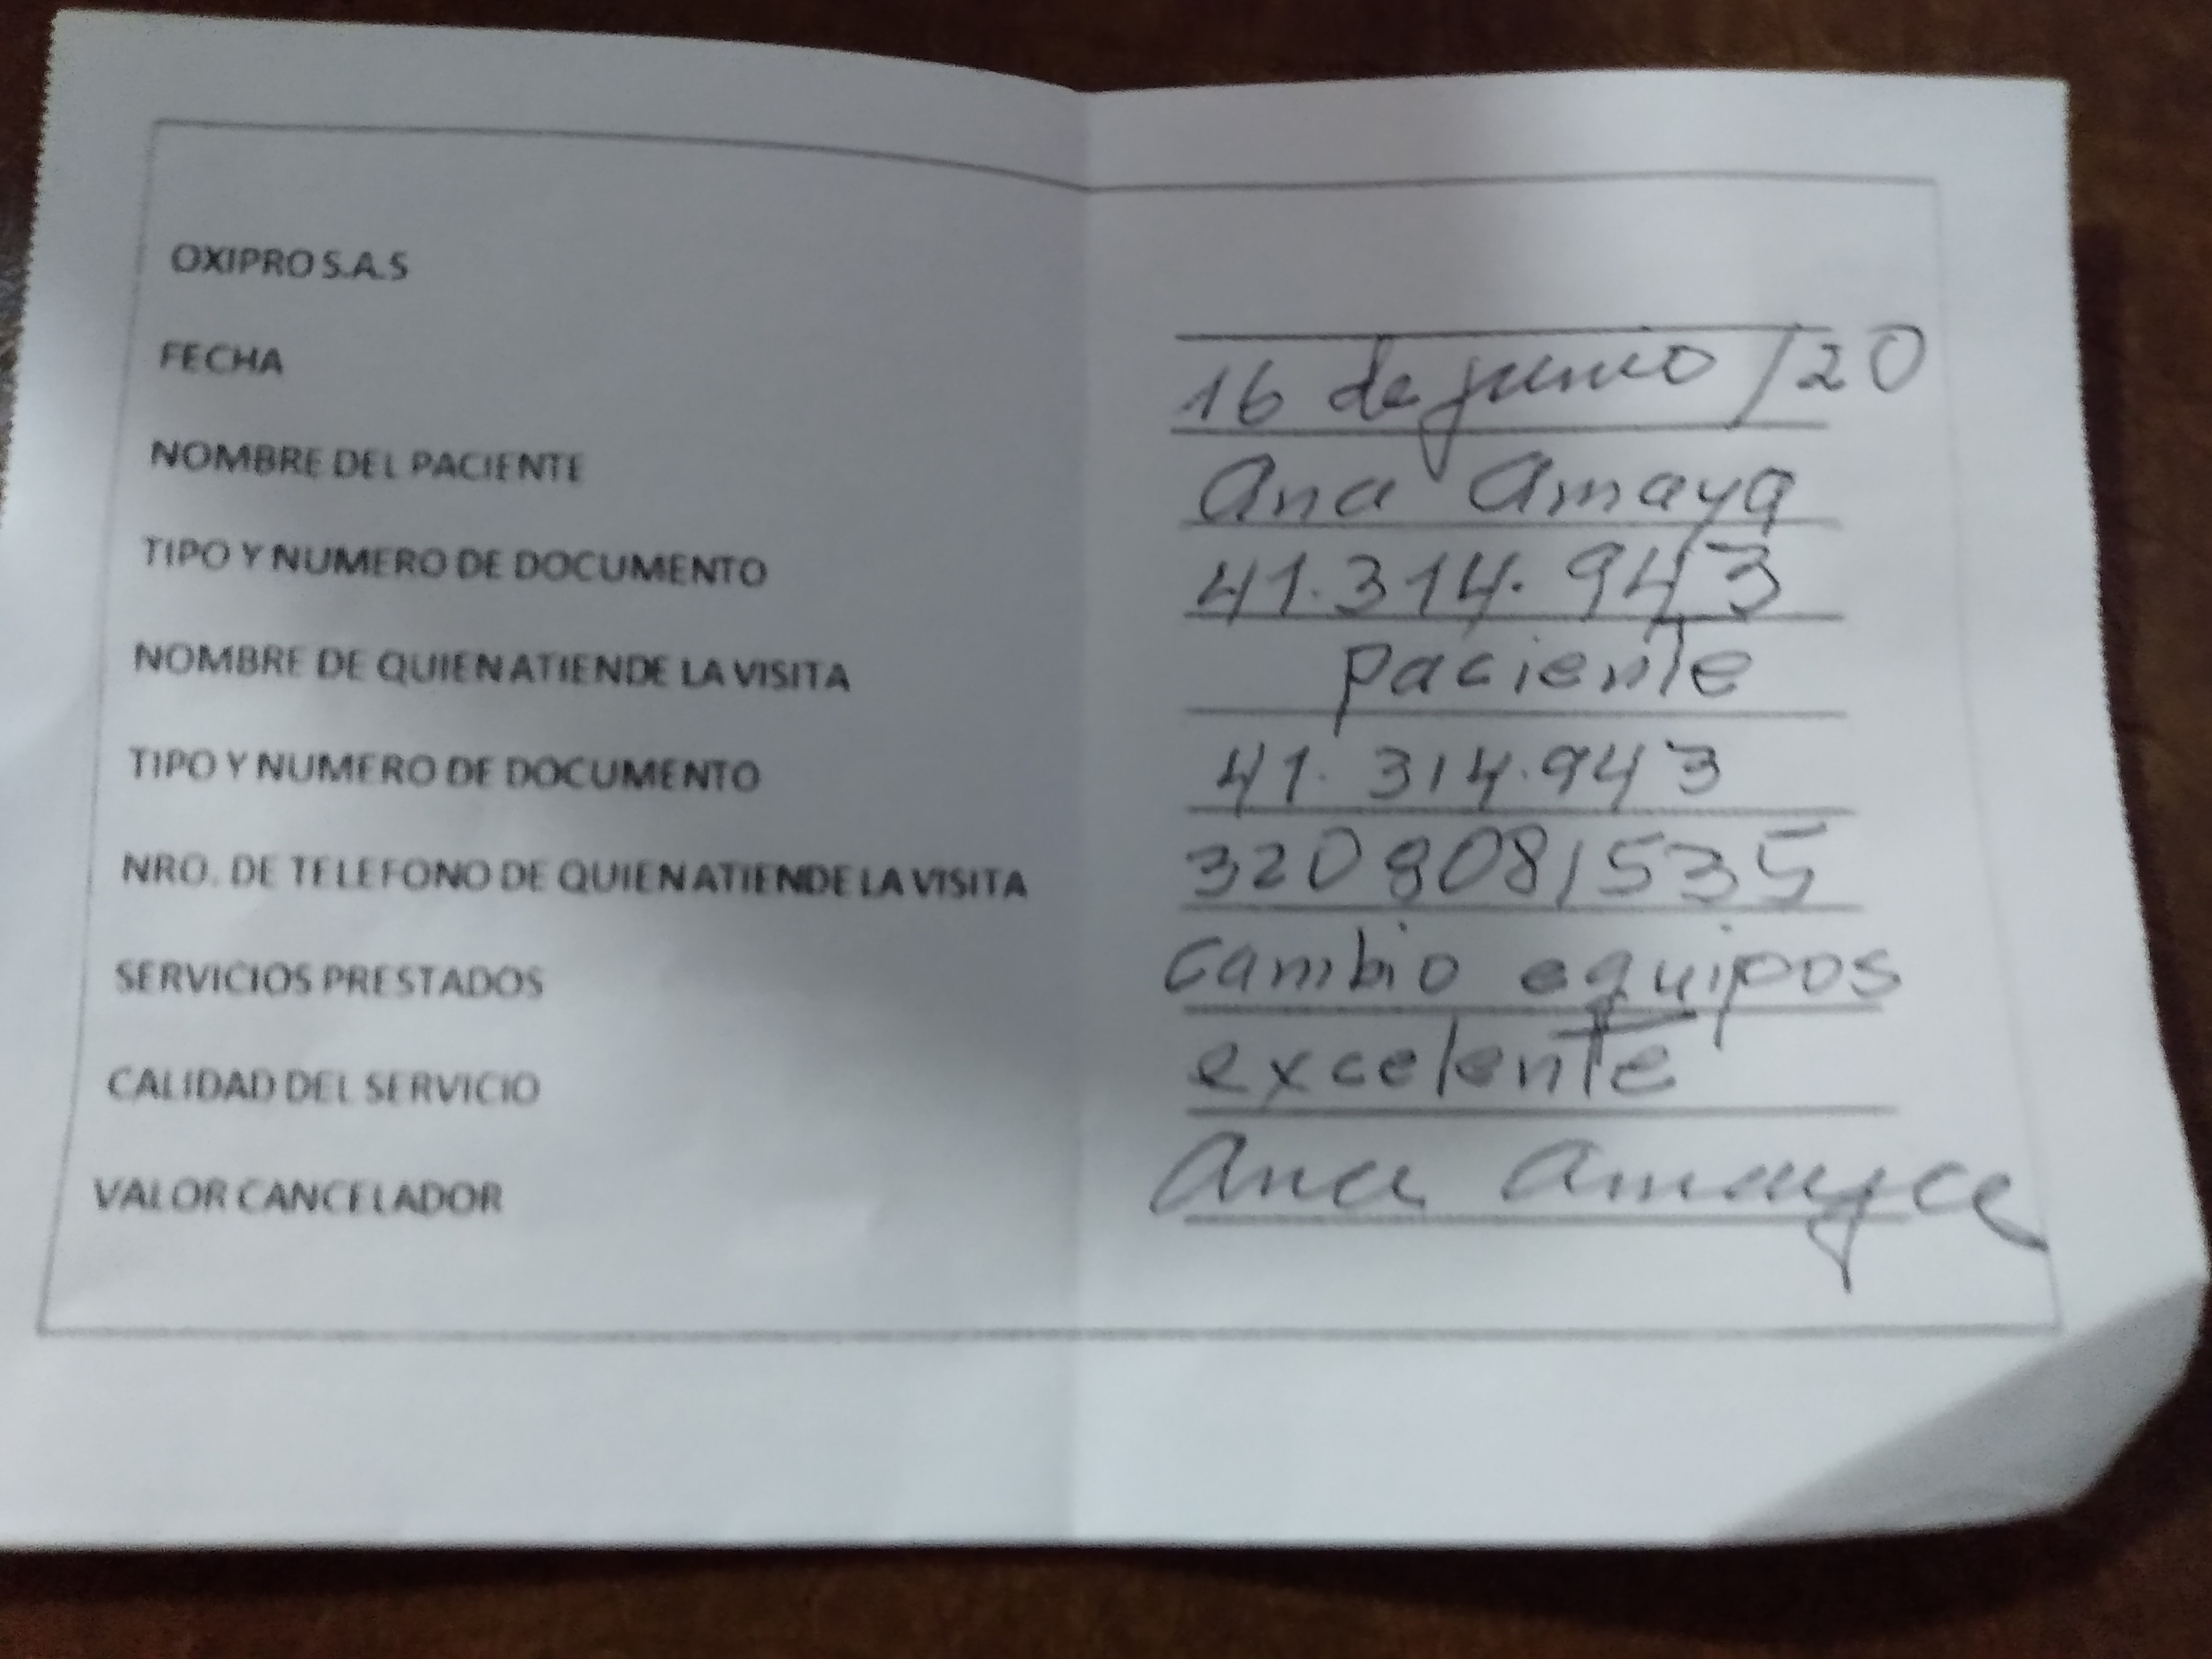 OXIPRO S.A.S
FECHA 16 de junio /20
NOMBRE DEL PACIENTE Ana Amaya
TIPO Y NUMERO DE DOCUMENTO 41.314.943
NOMBRE DE QUIEN ATIENDE LA VISITA paciente
TIPO Y NUMERO DE DOCUMENTO 41.314.943
NRO. DE TELEFONO DE QUIEN ATIENDE LA VISITA 3208081535
SERVICIOS PRESTADOS cambio equipos
CALIDAD DEL SERVICIO excelente
VALOR CANCELADOR Ana Amaya